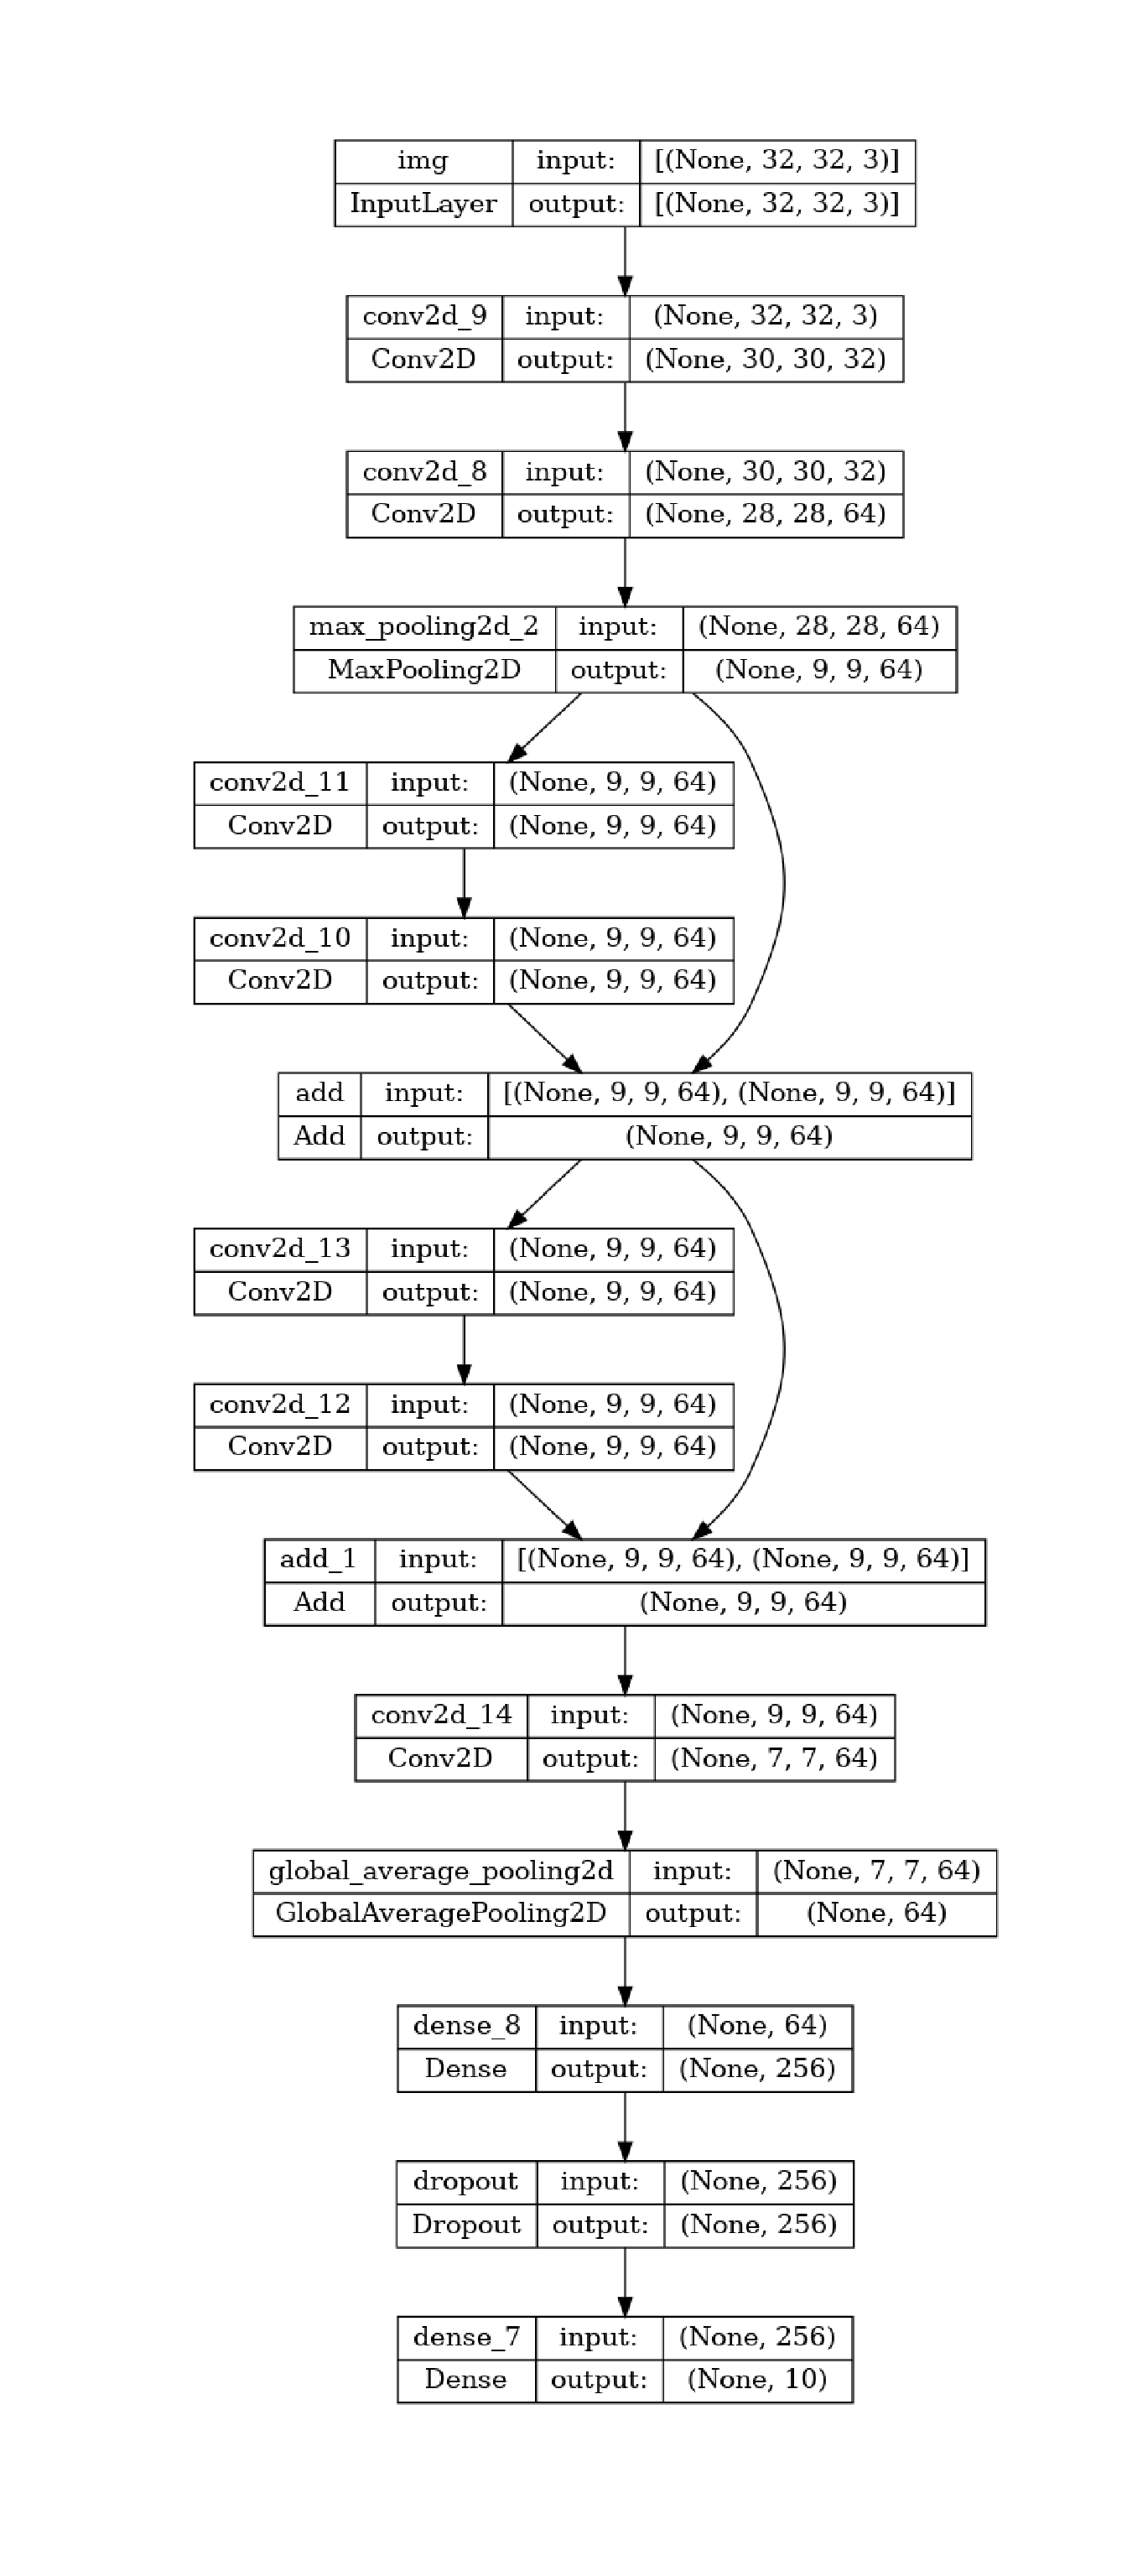 img input: [(None, 32, 32, 3)]
InputLayer output: [(None, 32, 32, 3)]
conv2d_9 input: (None, 32, 32, 3)
Conv2D output: (None, 30, 30, 32)
conv2d_8 input: (None, 30, 30, 32)
Conv2D output: (None, 28, 28, 64)
max_pooling2d_2 input: (None, 28, 28, 64)
MaxPooling2D output: (None, 9, 9, 64)
conv2d_11 input: (None, 9, 9, 64)
Conv2D output: (None, 9, 9, 64)
conv2d_10 input: (None, 9, 9, 64)
Conv2D output: (None, 9, 9, 64)
add input: [(None, 9, 9, 64), (None, 9, 9, 64)]
Add output: (None, 9, 9, 64)
conv2d_13 input: (None, 9, 9, 64)
Conv2D output: (None, 9, 9, 64)
conv2d_12 input: (None, 9, 9, 64)
Conv2D output: (None, 9, 9, 64)
add_1 input: [(None, 9, 9, 64), (None, 9, 9, 64)]
Add output: (None, 9, 9, 64)
conv2d_14 input: (None, 9, 9, 64)
Conv2D output: (None, 7, 7, 64)
global_average_pooling2d input: (None, 7, 7, 64)
GlobalAveragePooling2D output: (None, 64)
dense_8 input: (None, 64)
Dense output: (None, 256)
dropout input: (None, 256)
Dropout output: (None, 256)
dense_7 input: (None, 256)
Dense output: (None, 10)